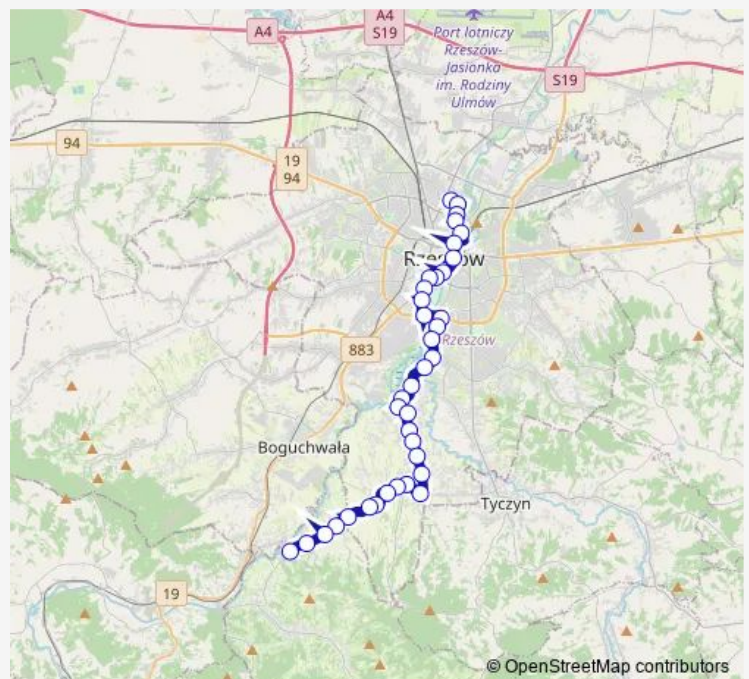 A4
A4
S19
Port lotniczy
Rzeszów-
Jasionka
im. Rodziny
Ulmów
S19
94
19
94
Rzeszów
Rzeszów
883
Boguchwała
Tyczyn
19
© OpenStreetMap contributors